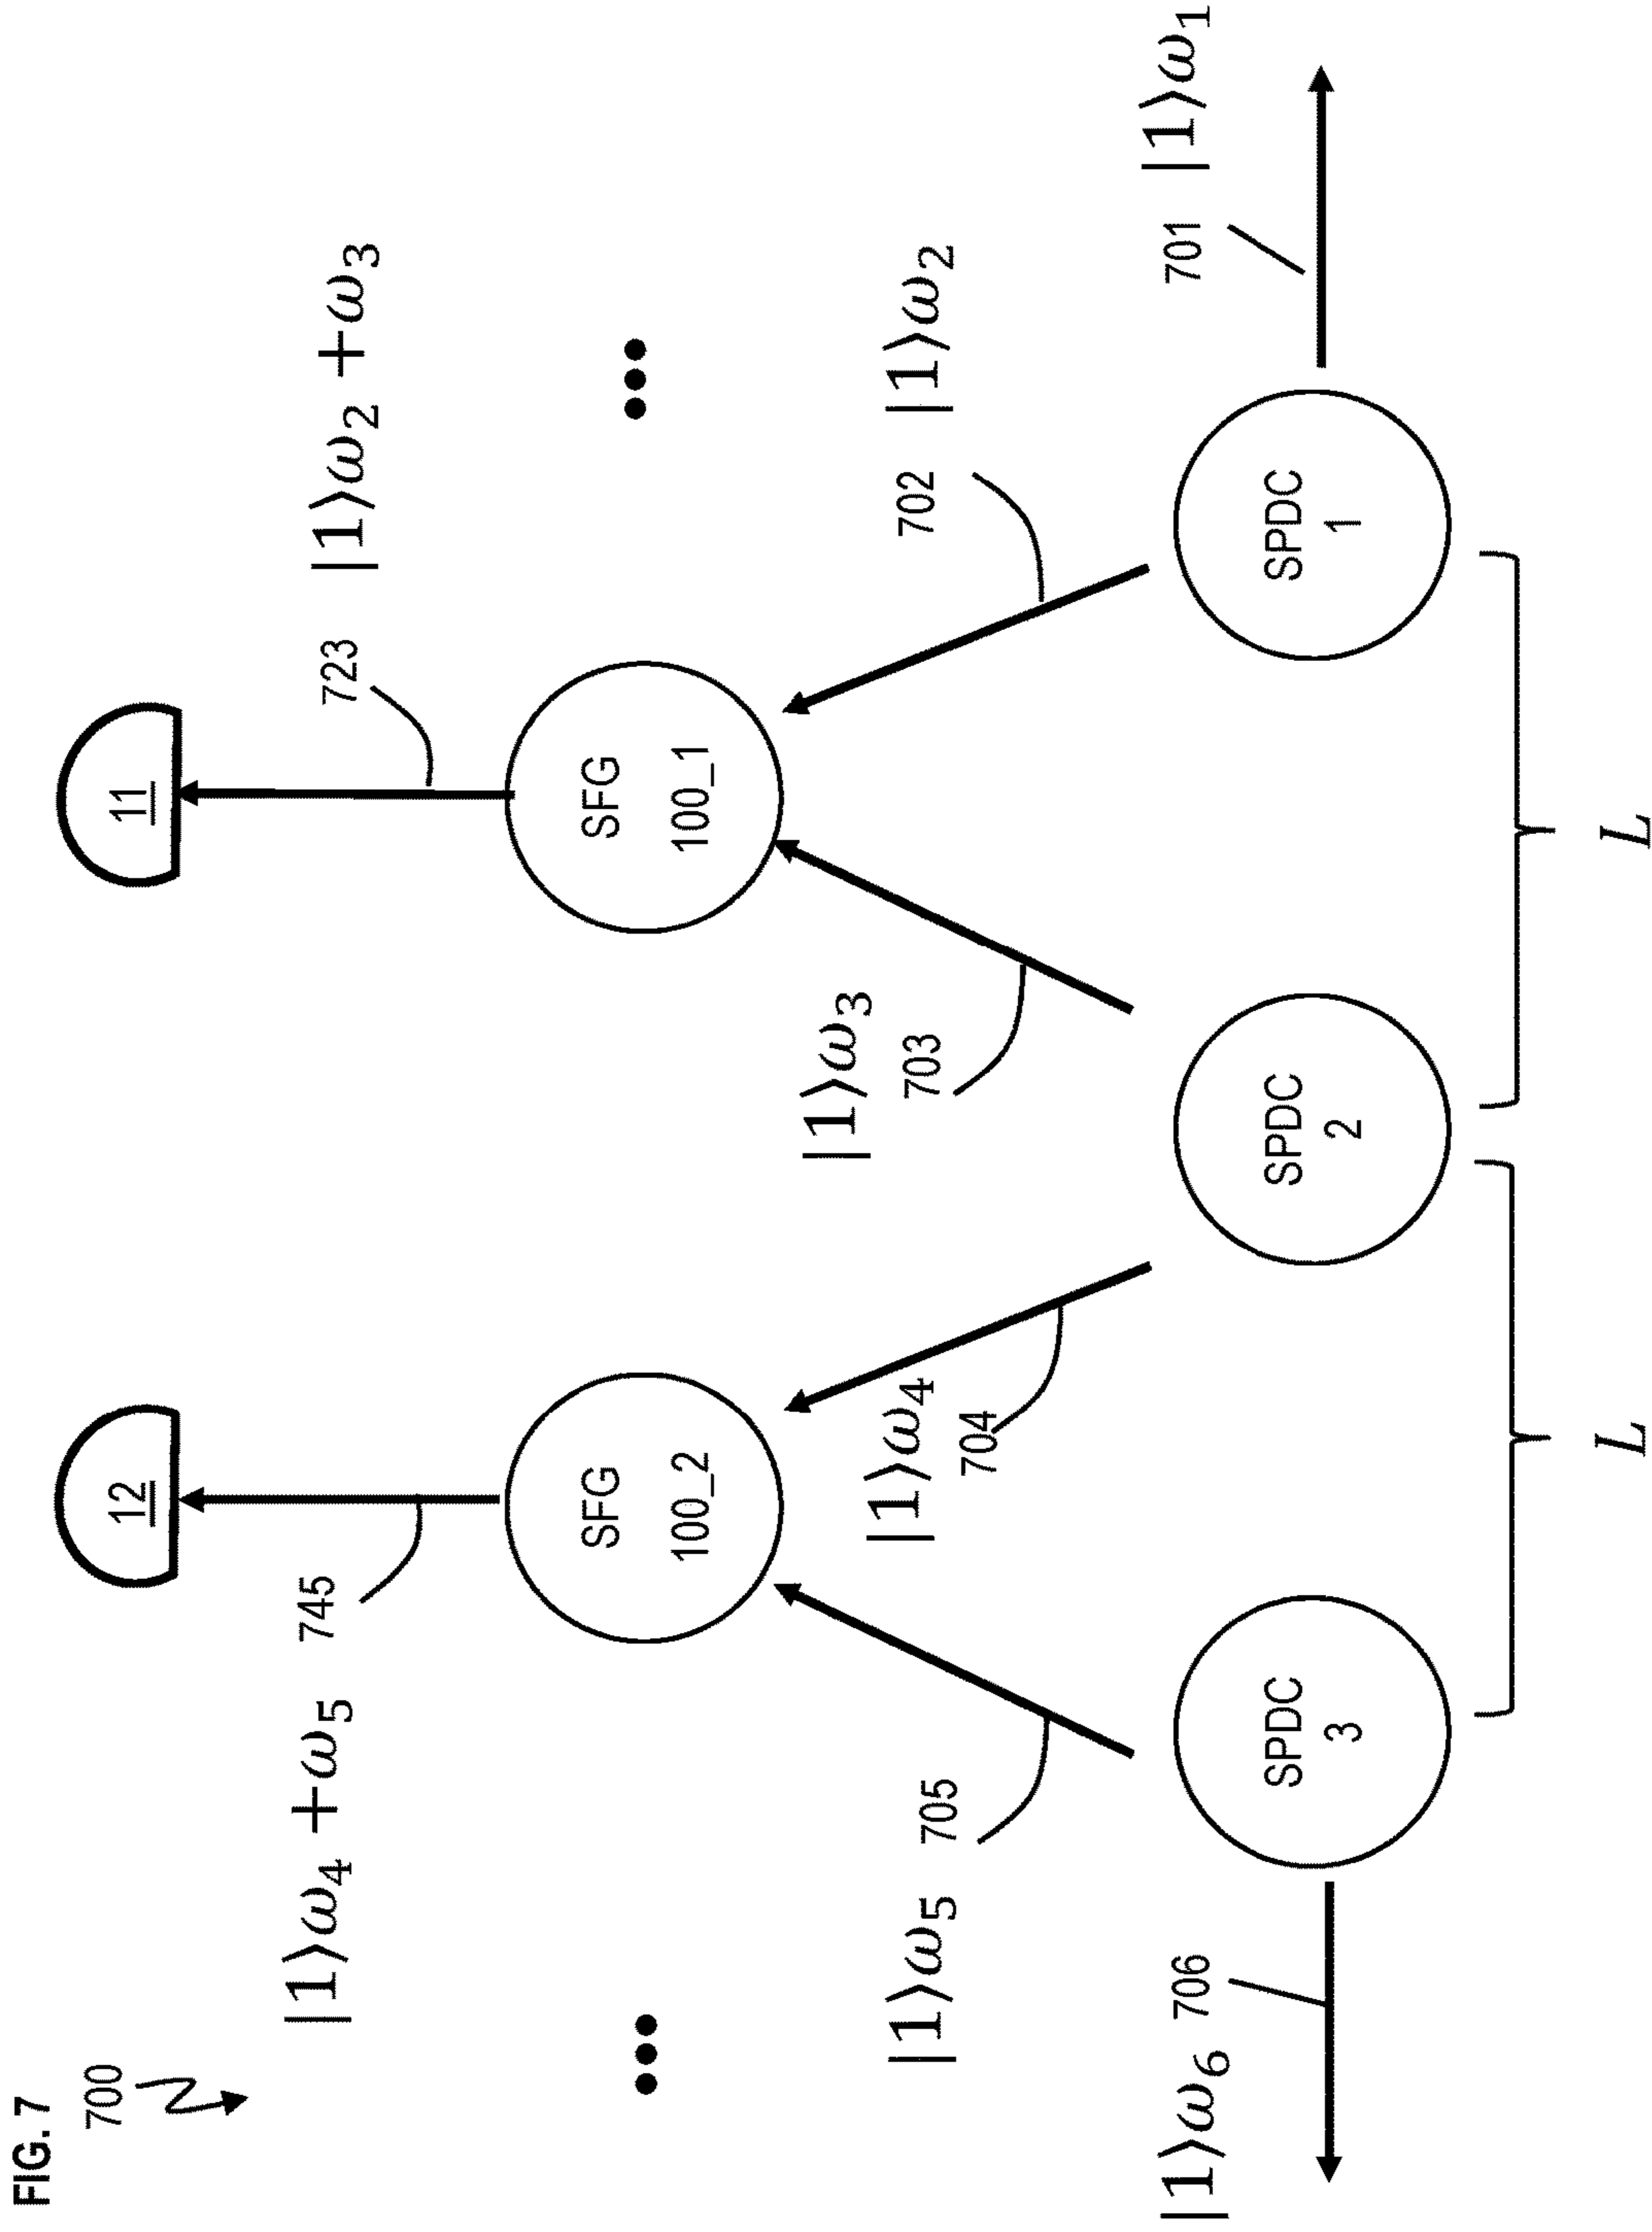 FIG. 7
700
12
11
|1⟩ω₄ +ω₅
745
723
|1⟩ω₂ +ω₃
SFG
100_2
SFG
100_1
|1⟩ω₅
705
|1⟩ω₄
704
|1⟩ω₃
703
702
|1⟩ω₂
|1⟩ω₆
706
SPDC
3
SPDC
2
SPDC
1
701
|1⟩ω₁
L
L